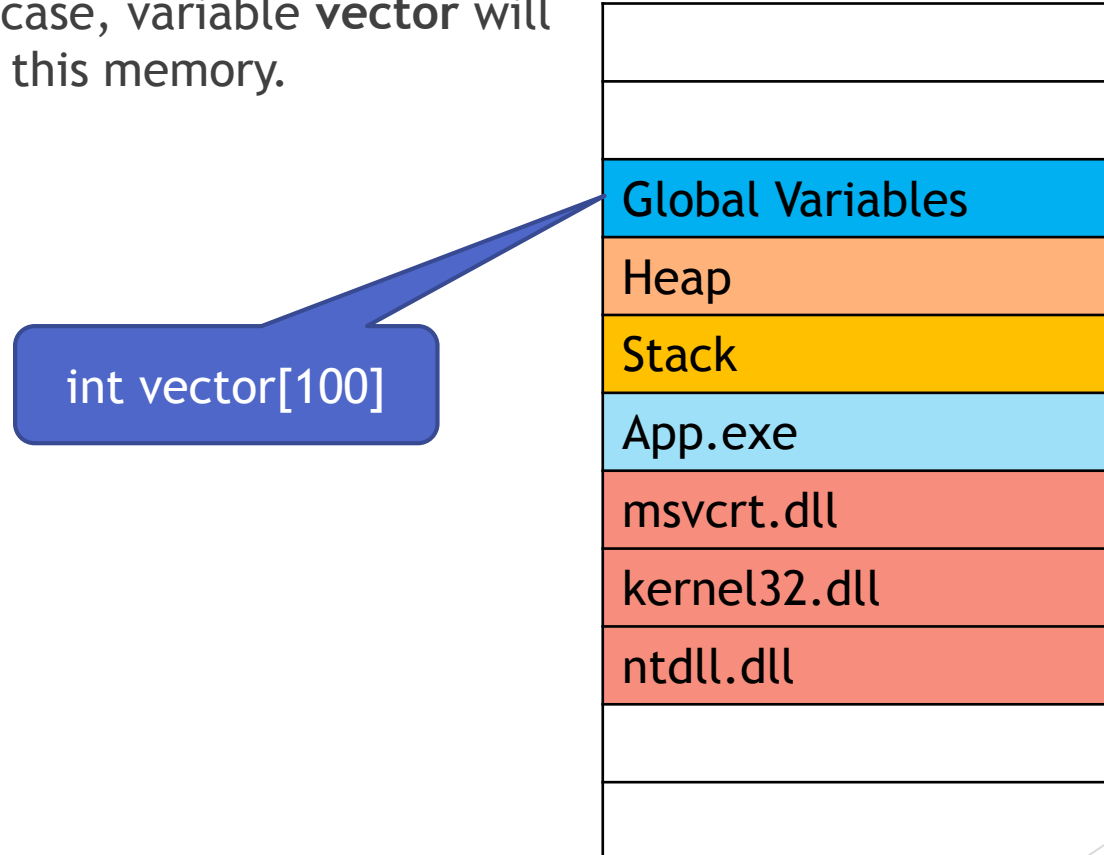 case, variable vector will
this memory.
Global Variables
Heap
int vector[100]
Stack
App.exe
msvcrt.dll
kernel32.dll
ntdll.dll